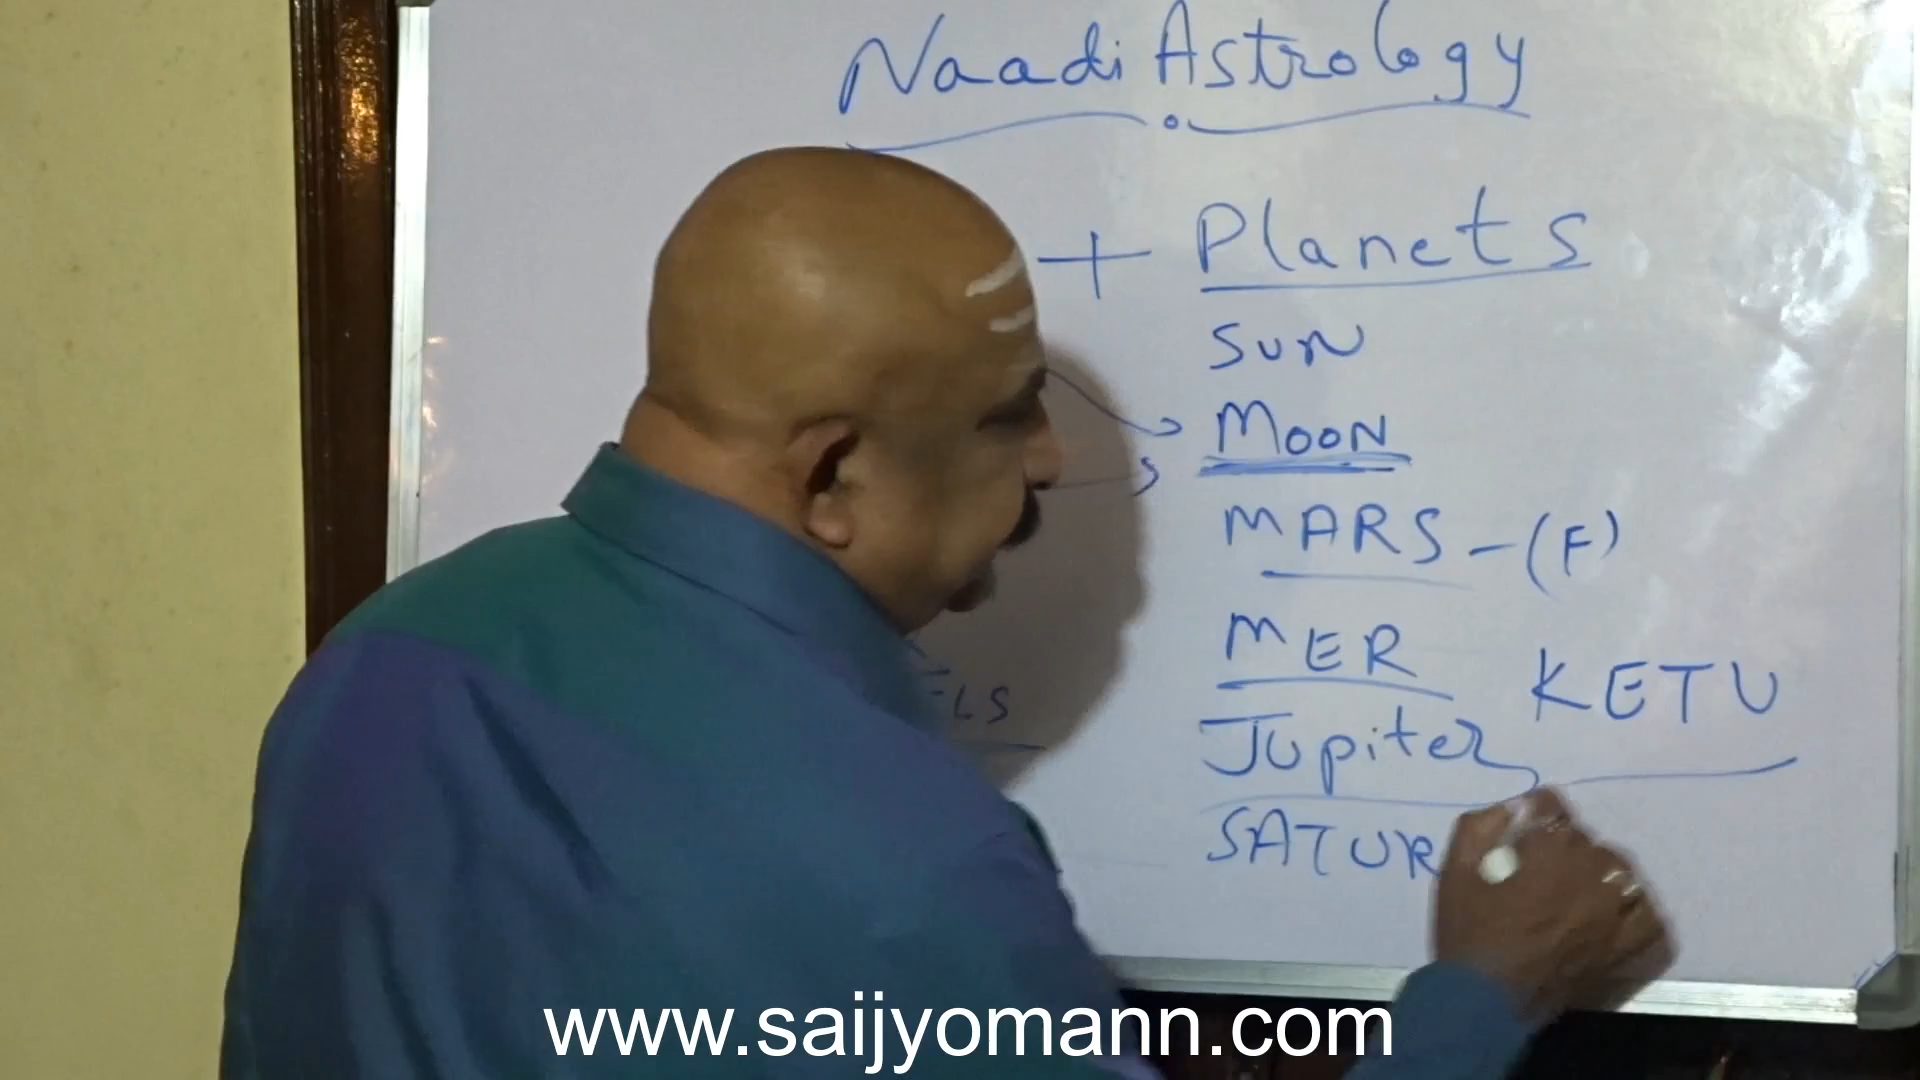 Naadi Astrology
+ Planets
SUN
MOON
MARS - (F)
MER
KETU
Jupiter
SATUR
www.saijyomann.com